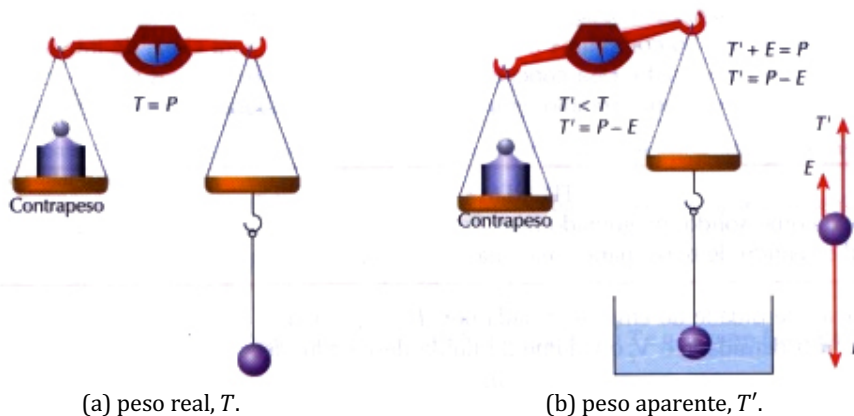 T = P
Contrapeso
T' + E = P
T' = P – E
T' < T
T' = P – E
T'
E
Contrapeso
(a) peso real, T.
(b) peso aparente, T′.